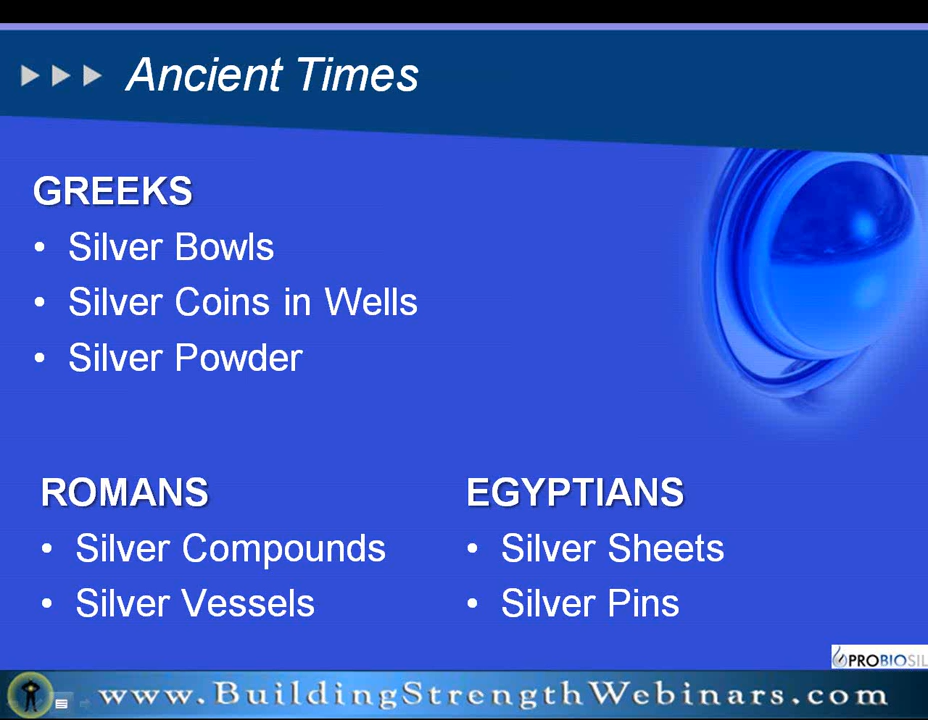 Ancient Times
GREEKS
• Silver Bowls
• Silver Coins in Wells
• Silver Powder
ROMANS
• Silver Compounds
• Silver Vessels
EGYPTIANS
• Silver Sheets
• Silver Pins
PROBIOSIL
www.BuildingStrengthWebinars.com